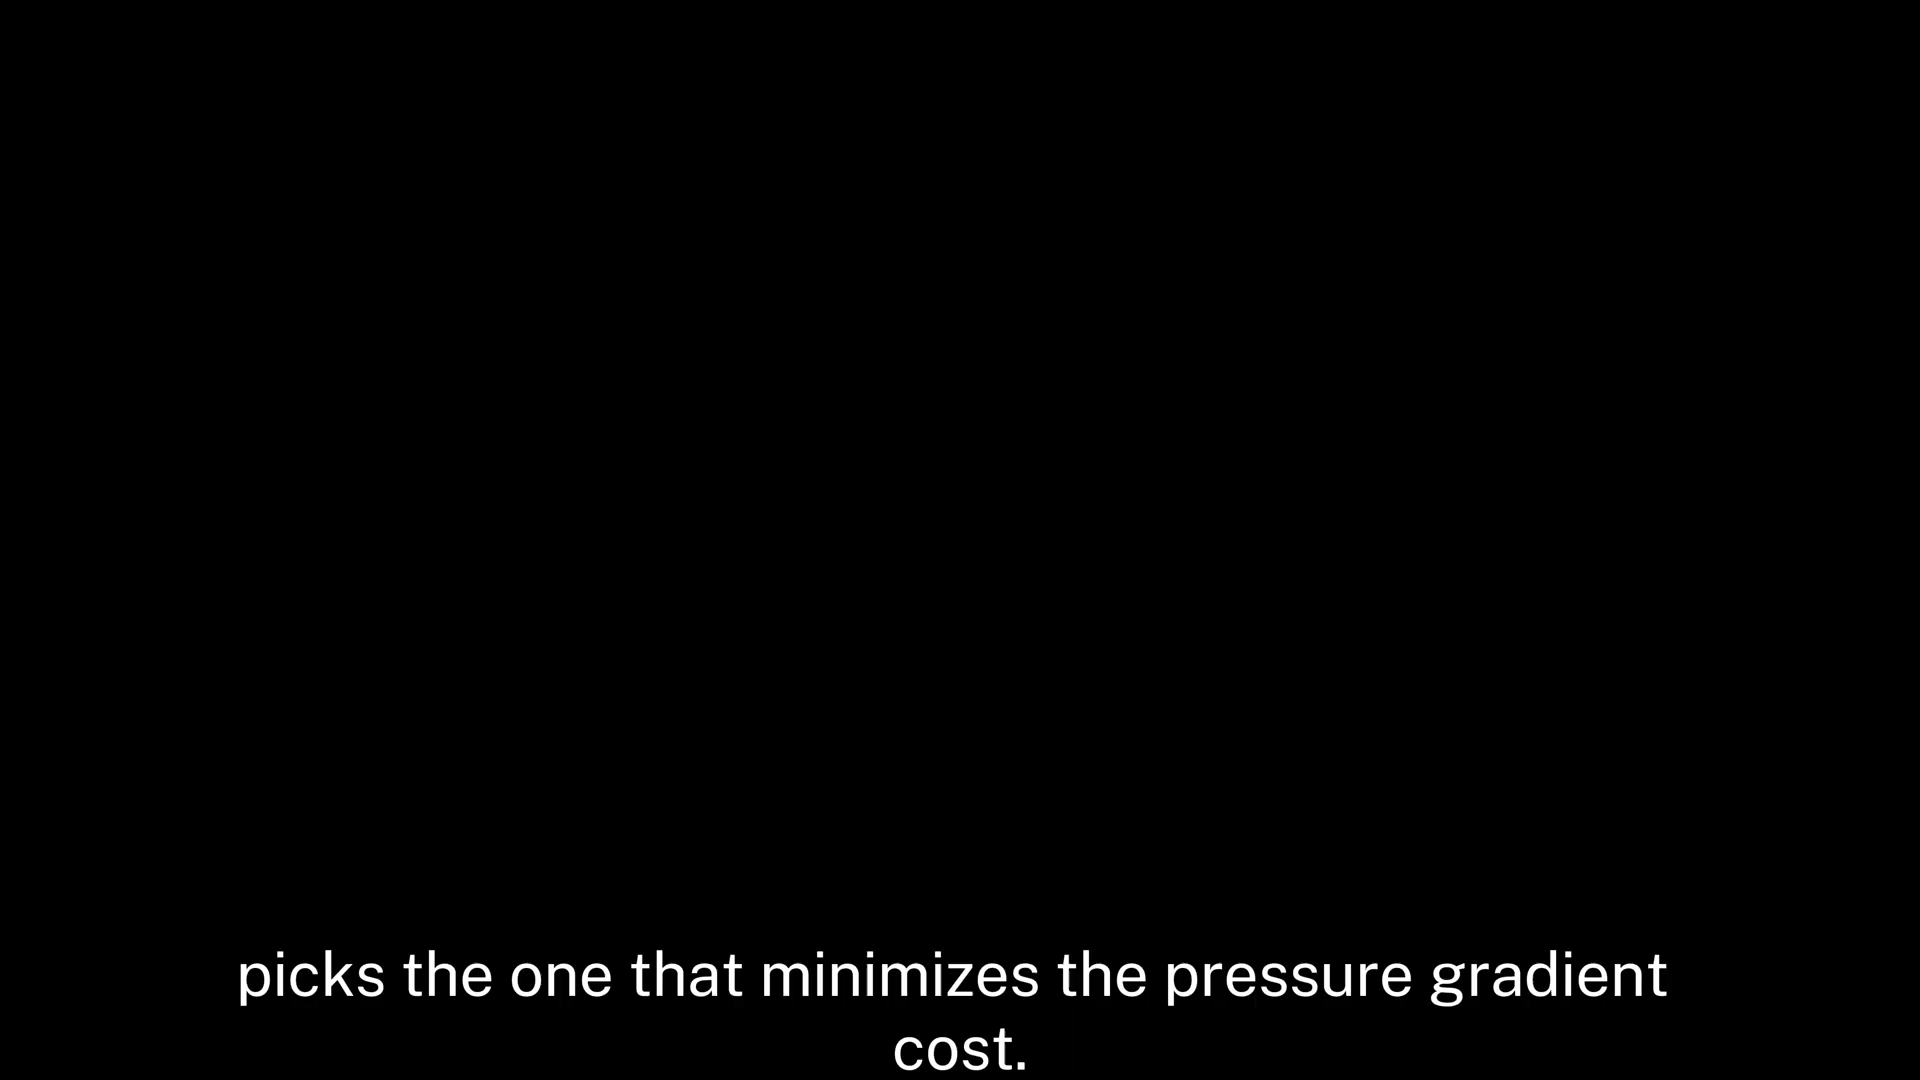 picks the one that minimizes the pressure gradient
cost.